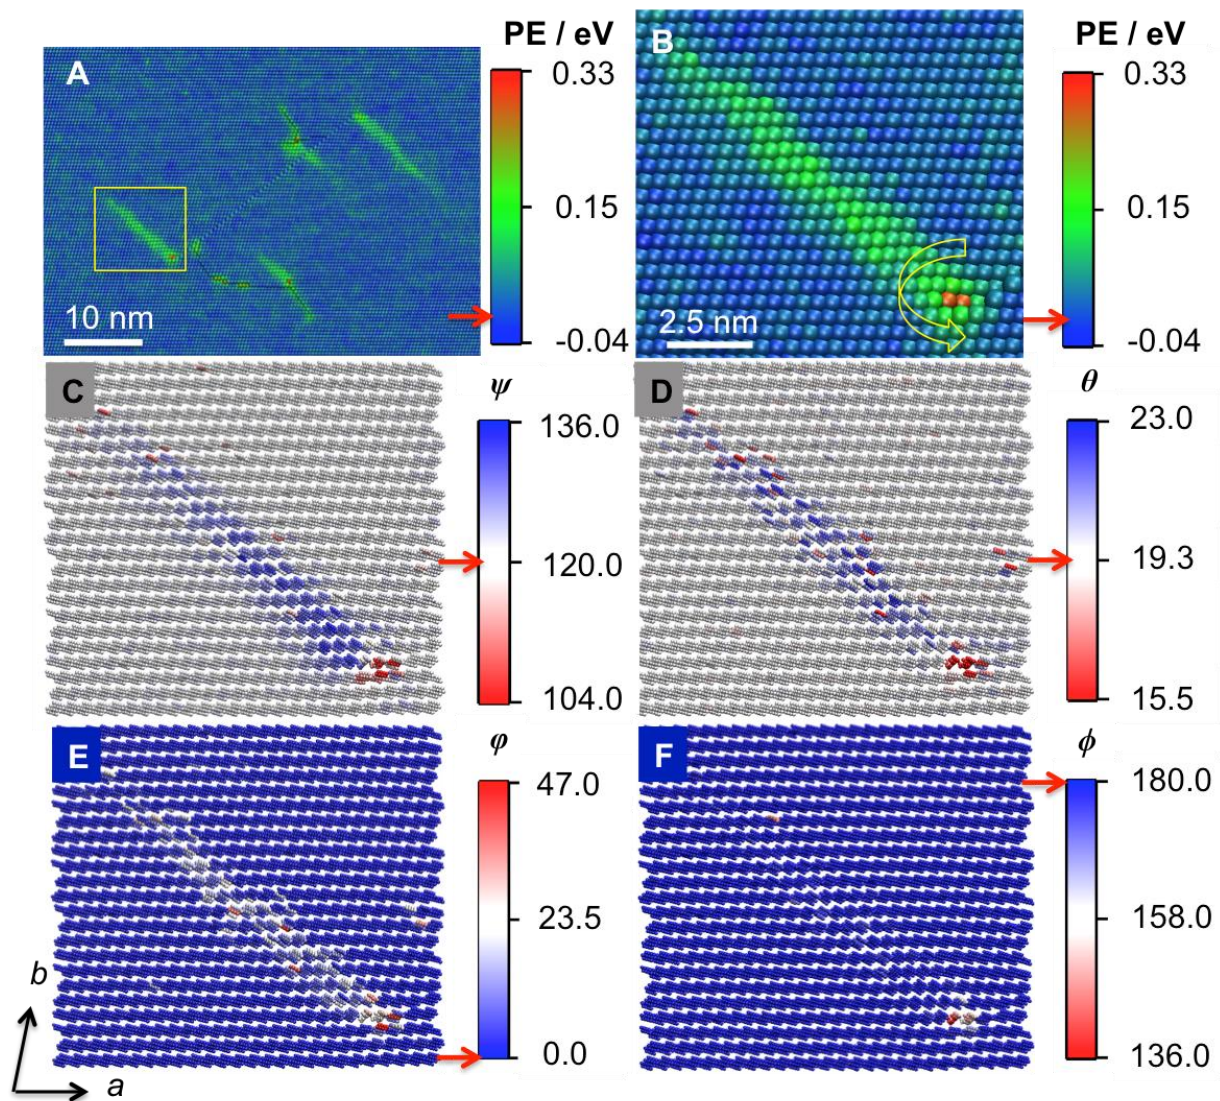 A
10 nm
PE / eV
0.33
0.15
-0.04
B
2.5 nm
PE / eV
0.33
0.15
-0.04
C
ψ
136.0
120.0
104.0
D
θ
23.0
19.3
15.5
E
φ
47.0
23.5
0.0
F
ϕ
180.0
158.0
136.0
b
a